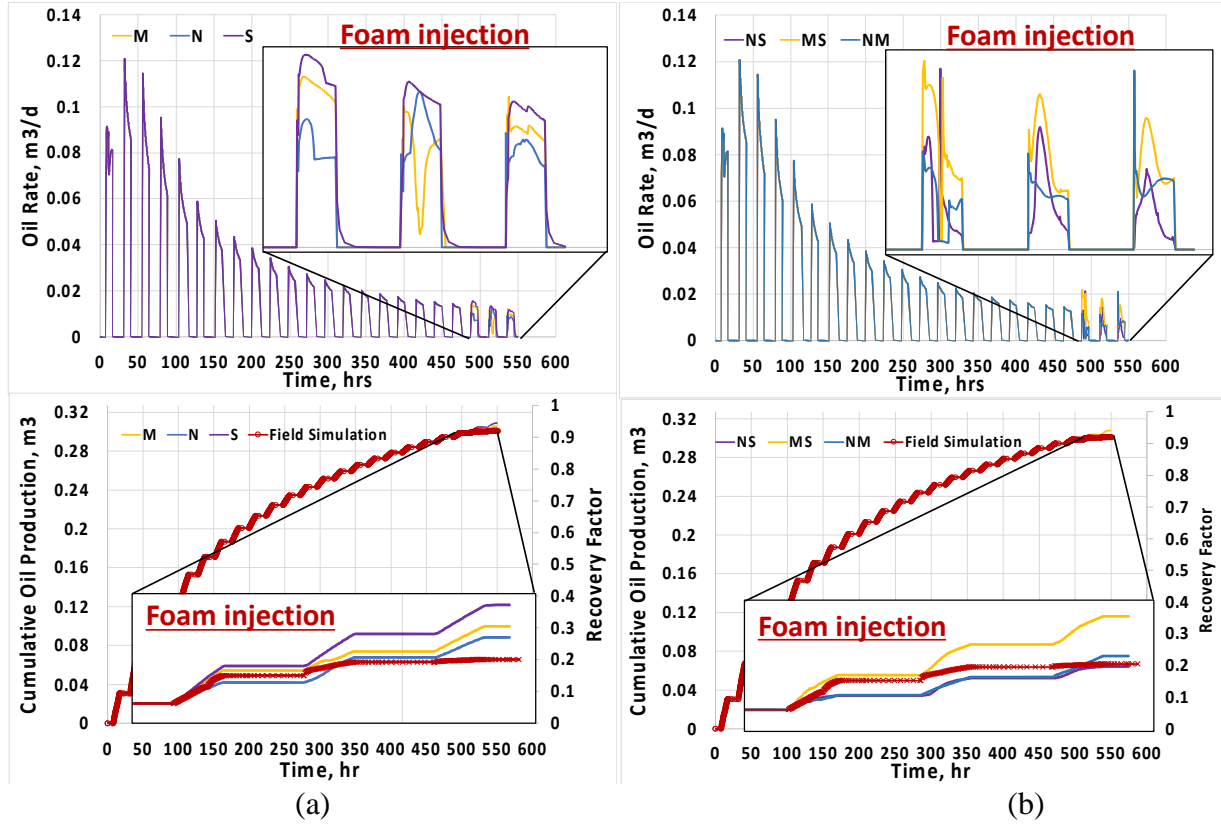 0.14
0.12
0.1
0.08
0.06
0.04
0.02
0
Oil Rate, m3/d
M N S
Foam injection
0 50 100 150 200 250 300 350 400 450 500 550 600
Time, hrs
0.14
0.12
0.1
0.08
0.06
0.04
0.02
0
Oil Rate, m3/d
NS MS NM
Foam injection
0 50 100 150 200 250 300 350 400 450 500 550 600
Time, hrs
0.32
0.28
0.24
0.2
0.16
0.12
0.08
0.04
0
Cumulative Oil Production, m3
M N S Field Simulation
Foam injection
1
0.9
0.8
0.7
0.6
0.5
0.4
0.3
0.2
0.1
0
Recovery Factor
0 50 100 150 200 250 300 350 400 450 500 550 600
Time, hr
0.32
0.28
0.24
0.2
0.16
0.12
0.08
0.04
0
Cumulative Oil Production, m3
NS MS NM Field Simulation
Foam injection
1
0.9
0.8
0.7
0.6
0.5
0.4
0.3
0.2
0.1
0
Recovery Factor
0 50 100 150 200 250 300 350 400 450 500 550 600
Time, hr
(a)
(b)